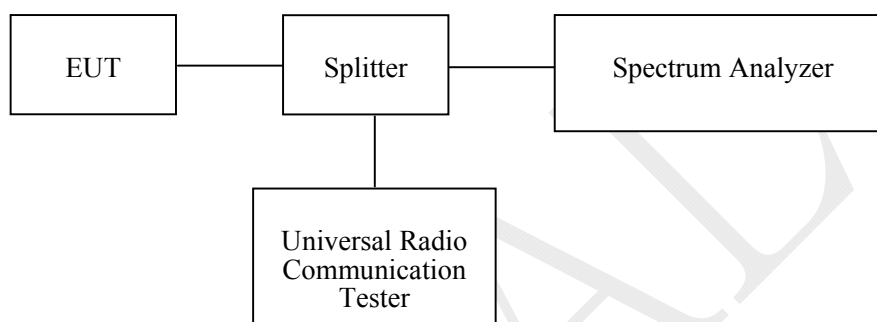 EUT
Splitter
Spectrum Analyzer
Universal Radio
Communication
Tester